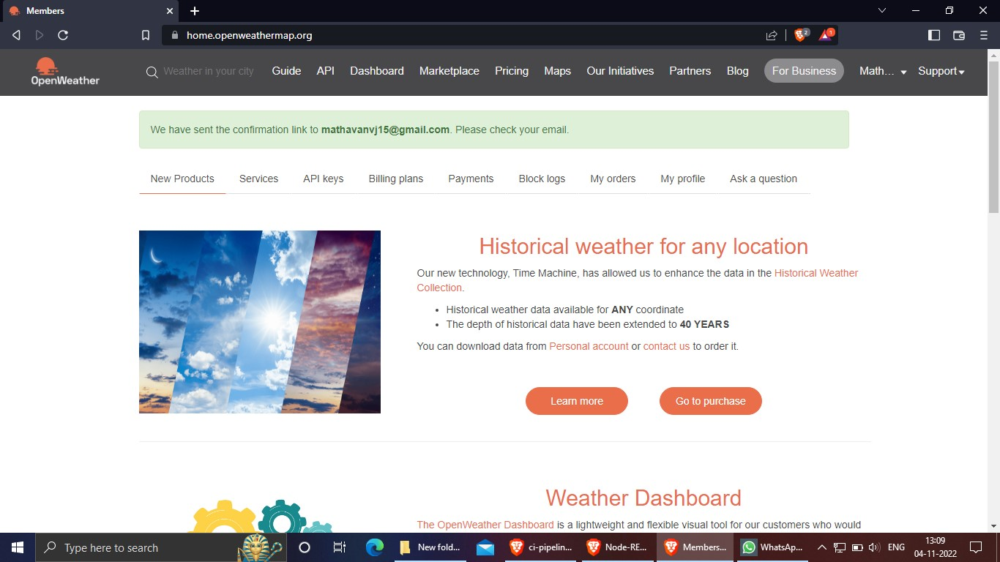 Members
home.openweathermap.org
2
1
OpenWeather
Weather in your city
Guide API Dashboard Marketplace Pricing Maps Our Initiatives Partners Blog For Business Math... Support
We have sent the confirmation link to mathavanvj15@gmail.com. Please check your email.
New Products Services API keys Billing plans Payments Block logs My orders My profile Ask a question
Historical weather for any location
Our new technology, Time Machine, has allowed us to enhance the data in the Historical Weather
Collection.
• Historical weather data available for ANY coordinate
• The depth of historical data have been extended to 40 YEARS
You can download data from Personal account or contact us to order it.
Learn more Go to purchase
Weather Dashboard
The OpenWeather Dashboard is a lightweight and flexible visual tool for our customers who would
Type here to search
New fold...
ci-pipelin...
Node-RE...
Members...
WhatsAp...
ENG
13:09
04-11-2022